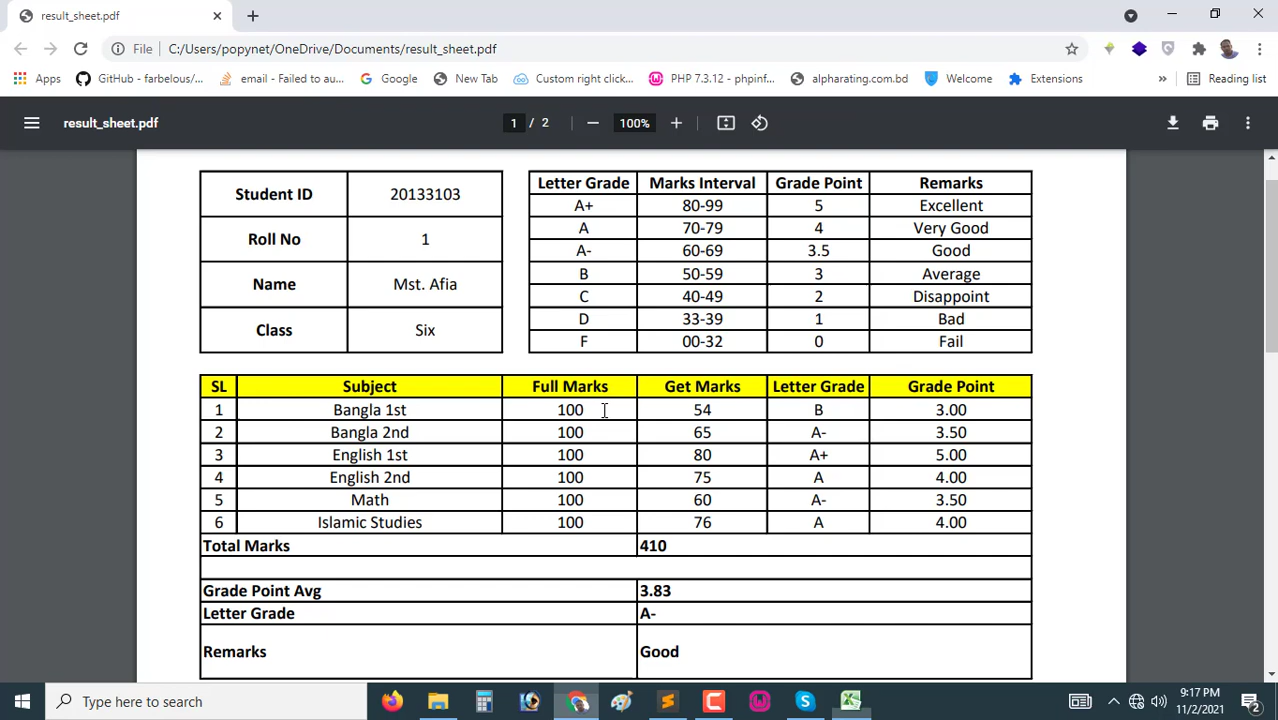 result_sheet.pdf
File C:/Users/popynet/OneDrive/Documents/result_sheet.pdf
Apps GitHub - farbelous/... email - Failed to au... Google New Tab Custom right click... PHP 7.3.12 - phpinf... alpharating.com.bd Welcome Extensions » Reading list
result_sheet.pdf 1 / 2 100%
Student ID 20133103
Roll No 1
Name Mst. Afia
Class Six
Letter Grade Marks Interval Grade Point Remarks
A+ 80-99 5 Excellent
A 70-79 4 Very Good
A- 60-69 3.5 Good
B 50-59 3 Average
C 40-49 2 Disappoint
D 33-39 1 Bad
F 00-32 0 Fail
SL Subject Full Marks Get Marks Letter Grade Grade Point
1 Bangla 1st 100 54 B 3.00
2 Bangla 2nd 100 65 A- 3.50
3 English 1st 100 80 A+ 5.00
4 English 2nd 100 75 A 4.00
5 Math 100 60 A- 3.50
6 Islamic Studies 100 76 A 4.00
Total Marks 410
Grade Point Avg 3.83
Letter Grade A-
Remarks Good
Type here to search
9:17 PM
11/2/2021
2